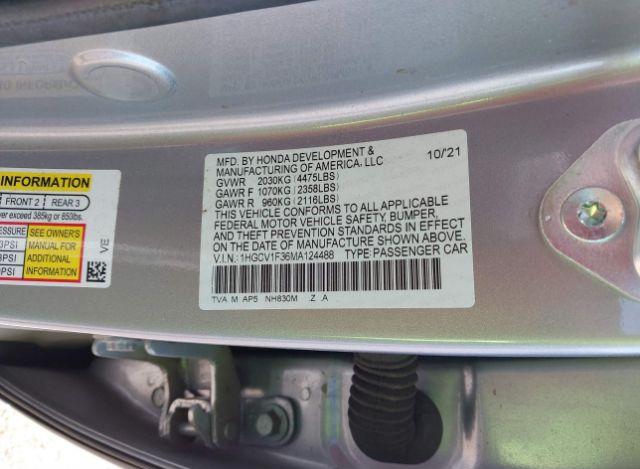 MFD. BY HONDA DEVELOPMENT & 10/21
MANUFACTURING OF AMERICA, LLC
GVWR 2030KG (4475LBS)
GAWR F 1070KG (2358LBS)
GAWR R 960KG (2116LBS)
THIS VEHICLE CONFORMS TO ALL APPLICABLE
FEDERAL MOTOR VEHICLE SAFETY, BUMPER,
AND THEFT PREVENTION STANDARDS IN EFFECT
ON THE DATE OF MANUFACTURE SHOWN ABOVE.
V.I.N.: 1HGCV1F36MA124488 TYPE: PASSENGER CAR
TVA M AP5 NH830M .Z .A
INFORMATION
FRONT 2 REAR 3
exceed 385kg or 850lbs.
SEE OWNER'S
PSI MANUAL FOR
PSI ADDITIONAL
PSI INFORMATION
VE